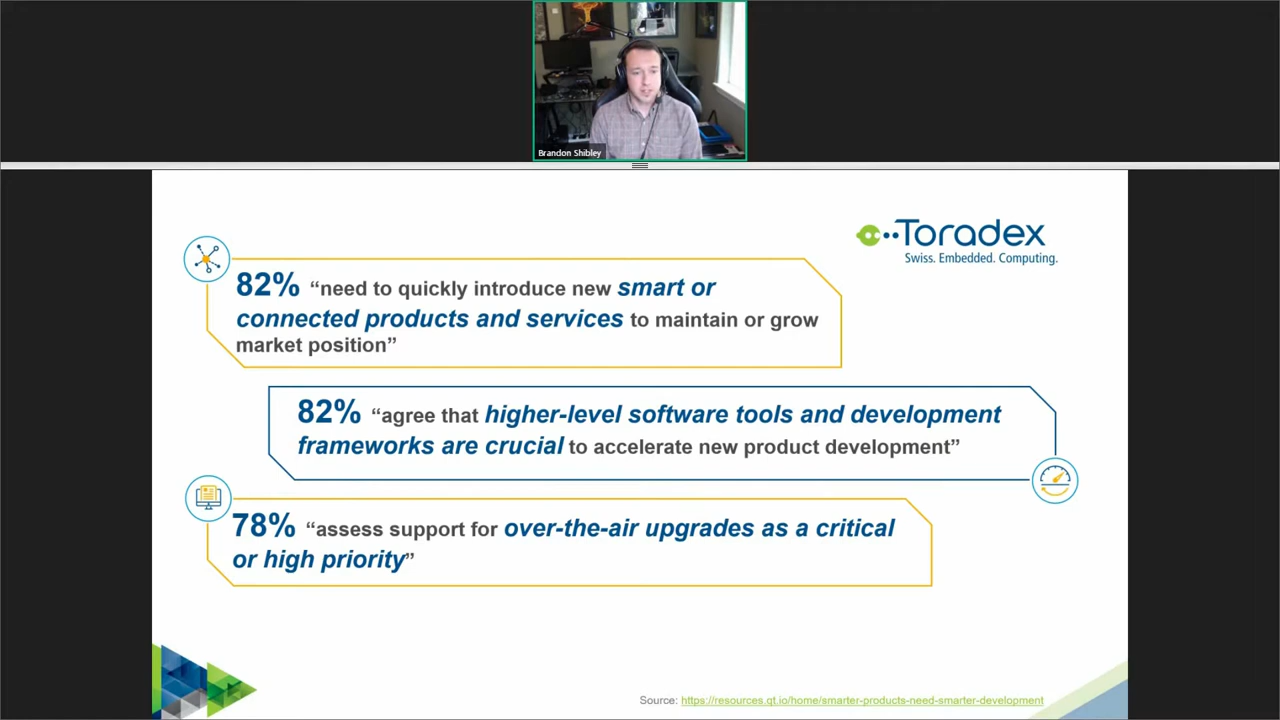 Brandon Shibley
Toradex
Swiss. Embedded. Computing.
82% “need to quickly introduce new smart or
connected products and services to maintain or grow
market position”
82% “agree that higher-level software tools and development
frameworks are crucial to accelerate new product development”
78% “assess support for over-the-air upgrades as a critical
or high priority”
Source: https://resources.qt.io/home/smarter-products-need-smarter-development